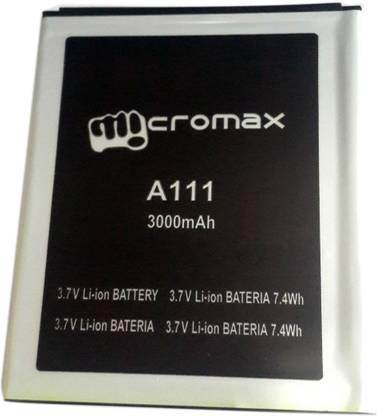 micromax
A111
3000mAh
3.7V Li-ion BATTERY 3.7V Li-ion BATERIA 7.4Wh
3.7V Li-ion BATERIA 3.7V Li-ion BATERIA 7.4Wh